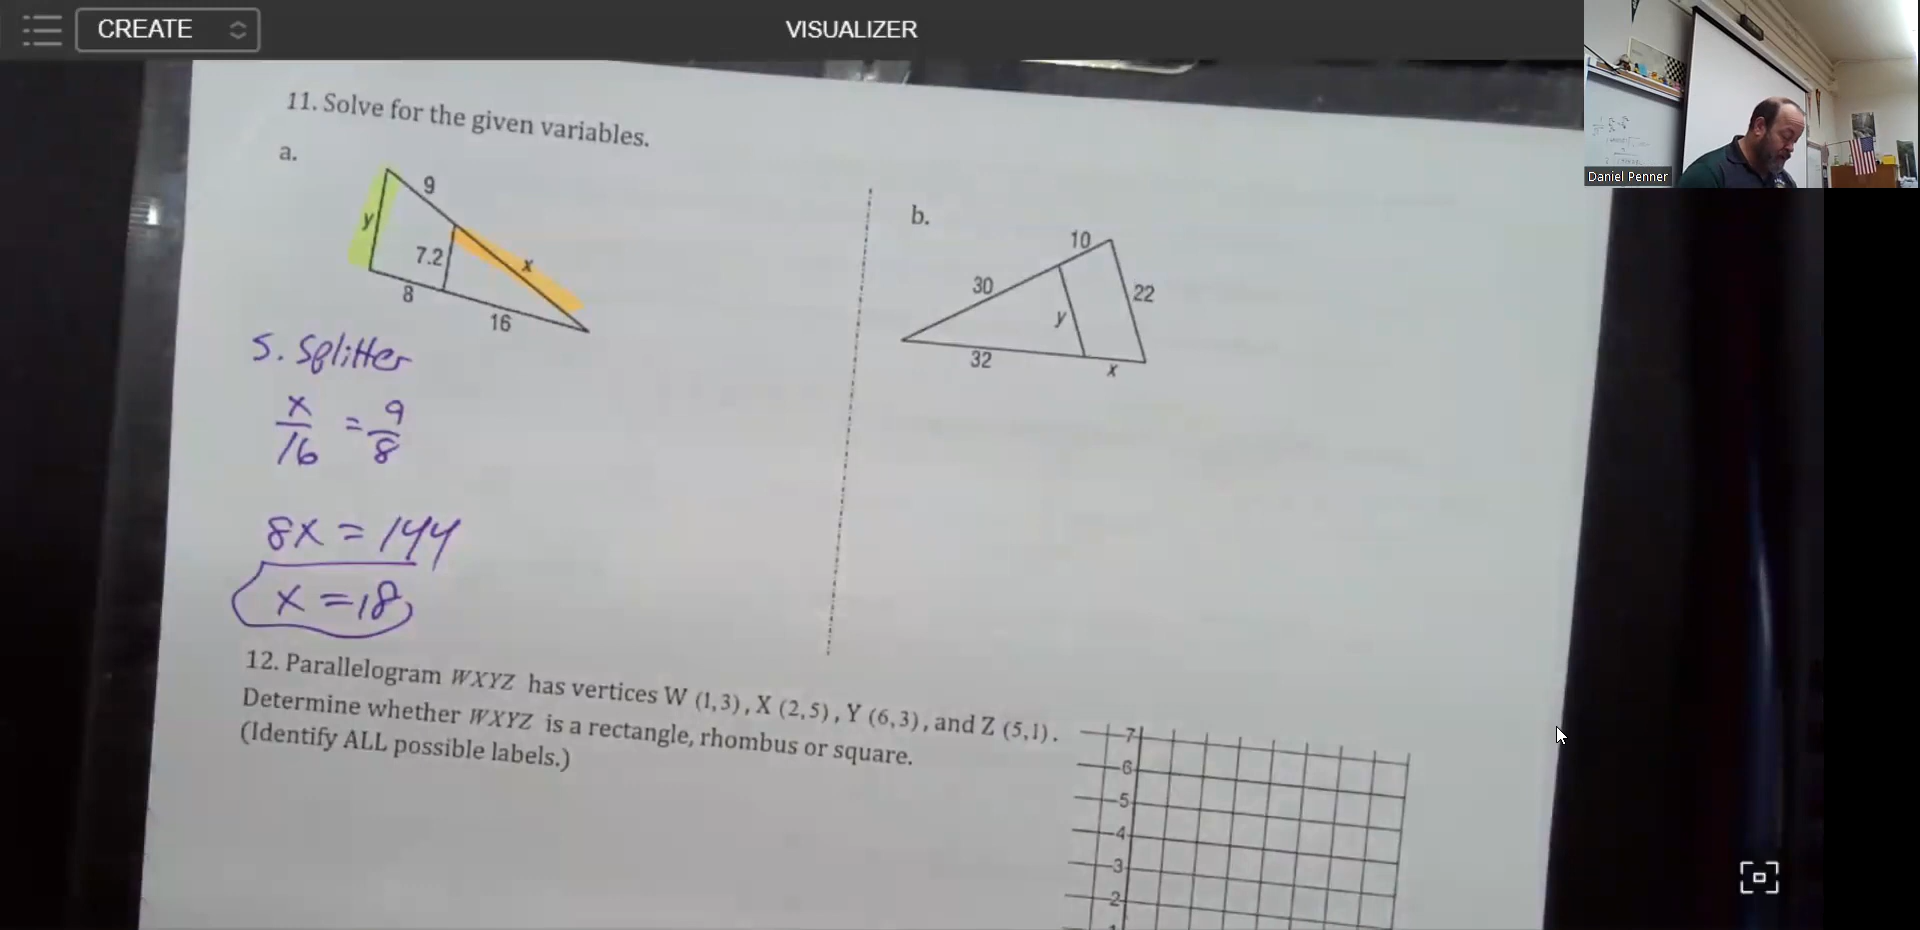 CREATE
VISUALIZER
Daniel Penner
11. Solve for the given variables.
a.
9
y
7.2
x
8
16
S. Splitter
x/16 = 9/8
8x = 144
x = 18
b.
10
30
22
y
32
x
12. Parallelogram WXYZ has vertices W (1,3), X (2,5), Y (6,3), and Z (5,1).
Determine whether WXYZ is a rectangle, rhombus or square.
(Identify ALL possible labels.)
7
6
5
4
3
2